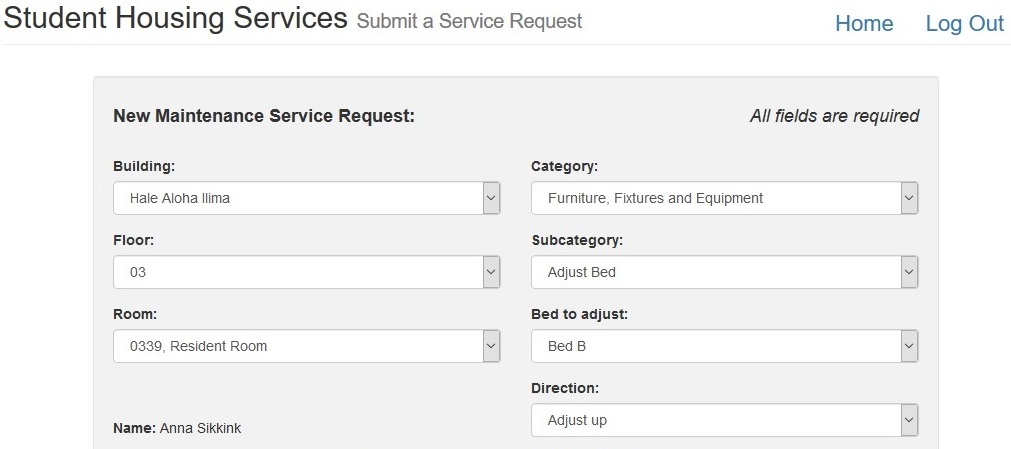 Student Housing Services Submit a Service Request
Home Log Out
New Maintenance Service Request:
All fields are required
Building:
Hale Aloha Ilima
Floor:
03
Room:
0339, Resident Room
Name: Anna Sikkink
Category:
Furniture, Fixtures and Equipment
Subcategory:
Adjust Bed
Bed to adjust:
Bed B
Direction:
Adjust up